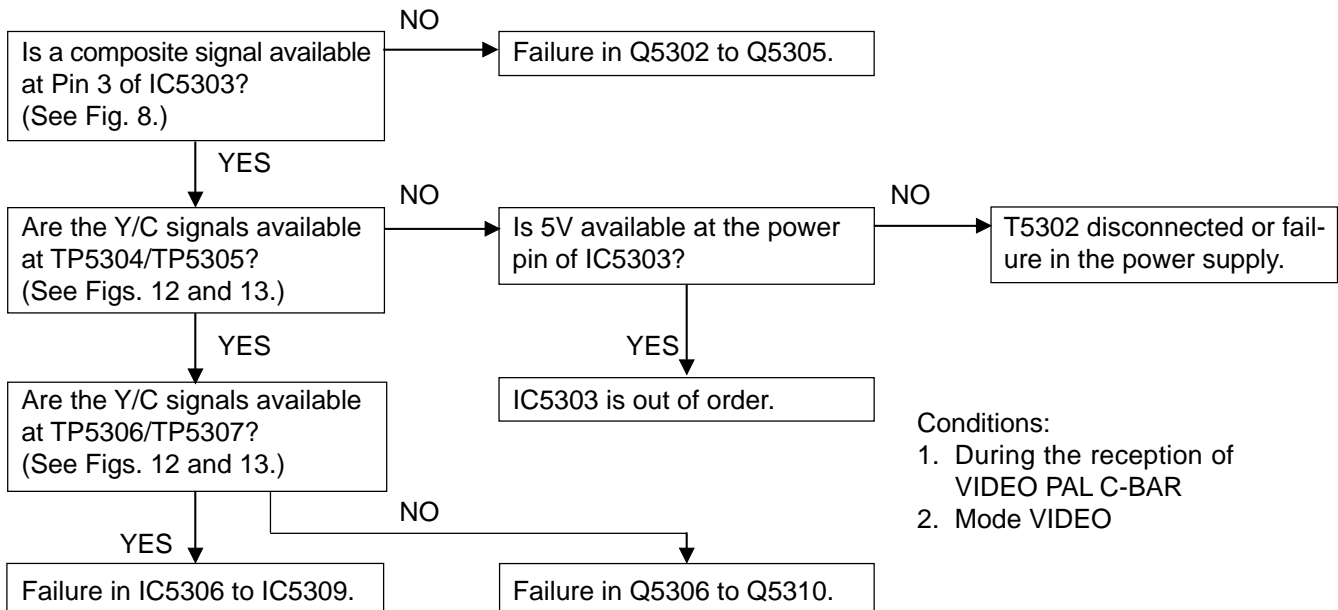 Is a composite signal available
at Pin 3 of IC5303?
(See Fig. 8.)
NO
Failure in Q5302 to Q5305.
YES
Are the Y/C signals available
at TP5304/TP5305?
(See Figs. 12 and 13.)
NO
Is 5V available at the power
pin of IC5303?
NO
T5302 disconnected or fail-
ure in the power supply.
YES
YES
IC5303 is out of order.
Are the Y/C signals available
at TP5306/TP5307?
(See Figs. 12 and 13.)
YES
NO
Failure in IC5306 to IC5309.
Failure in Q5306 to Q5310.
Conditions:
1. During the reception of
VIDEO PAL C-BAR
2. Mode VIDEO